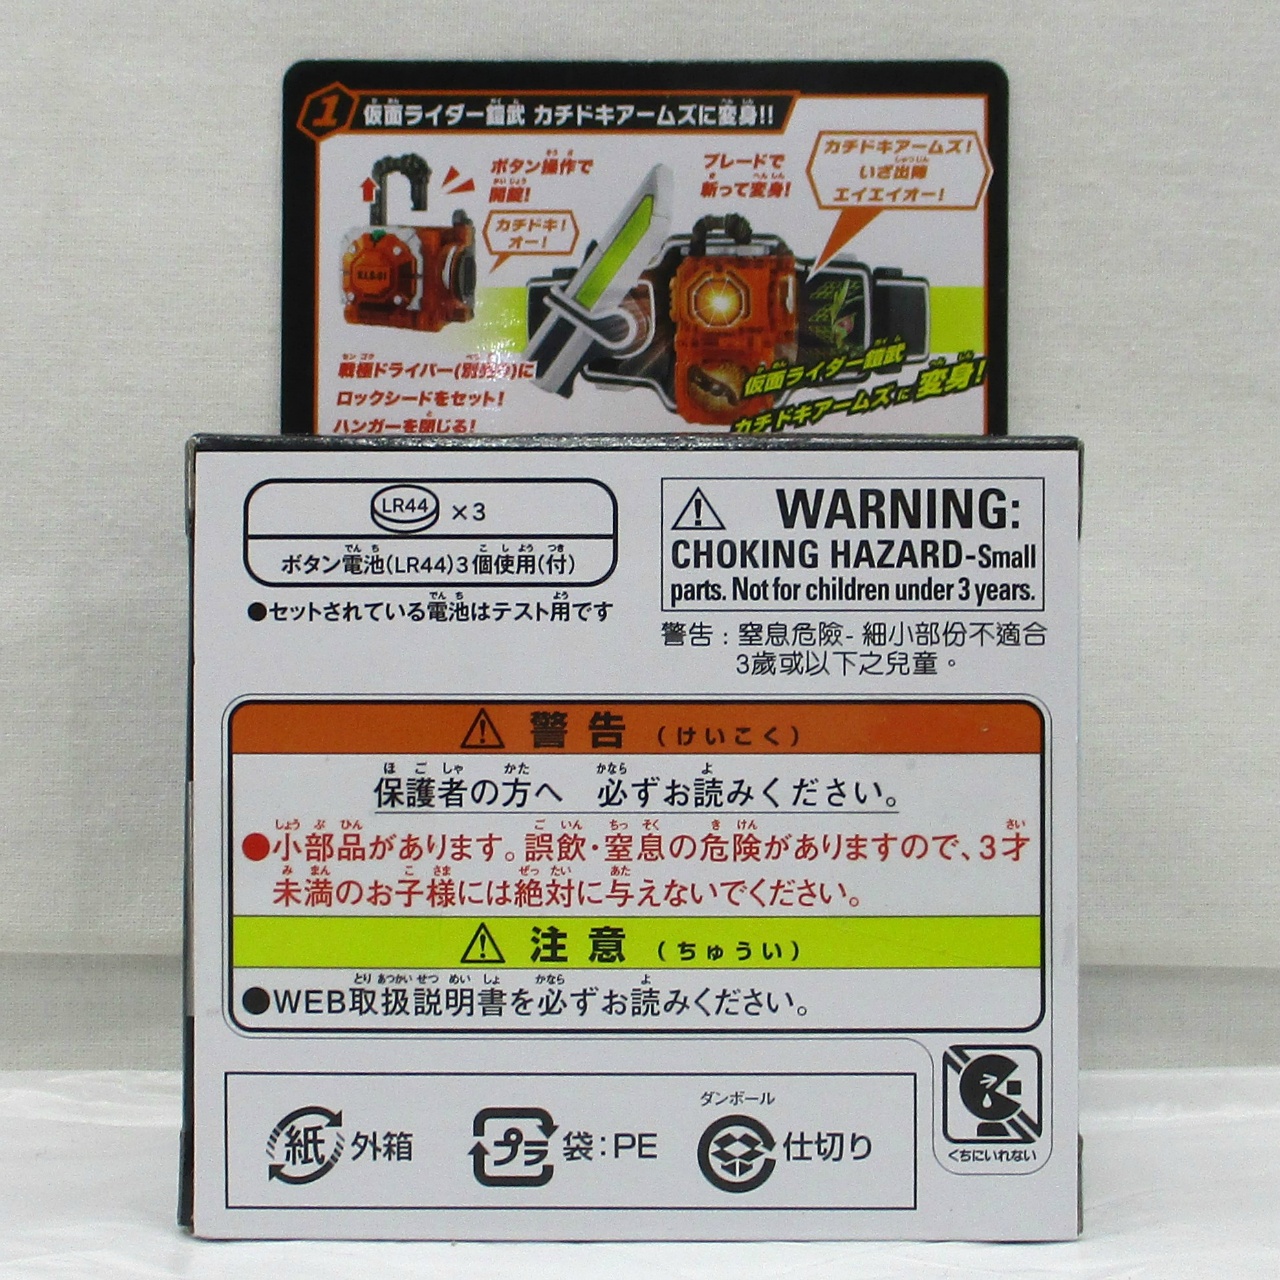 1 仮面ライダー鎧武 カチドキアームズに変身!!
ボタン操作で
開錠!
カチドキ!
オー!
ブレードで
斬って変身!
カチドキアームズ!
いざ出陣
エイエイオー!
戦極ドライバー(別売り)に
ロックシードをセット!
ハンガーを閉じる!
仮面ライダー鎧武
カチドキアームズに変身!
LR44 ×3
ボタン電池(LR44)3個使用(付)
●セットされている電池はテスト用です
WARNING:
CHOKING HAZARD-Small
parts. Not for children under 3 years.
警告:窒息危險-細小部份不適合
3歲或以下之兒童。
警告(けいこく)
保護者の方へ 必ずお読みください。
●小部品があります。誤飲・窒息の危険がありますので、3才
未満のお子様には絶対に与えないでください。
注意(ちゅうい)
●WEB取扱説明書を必ずお読みください。
くちにいれない
紙 外箱
プラ 袋:PE
ダンボール
仕切り